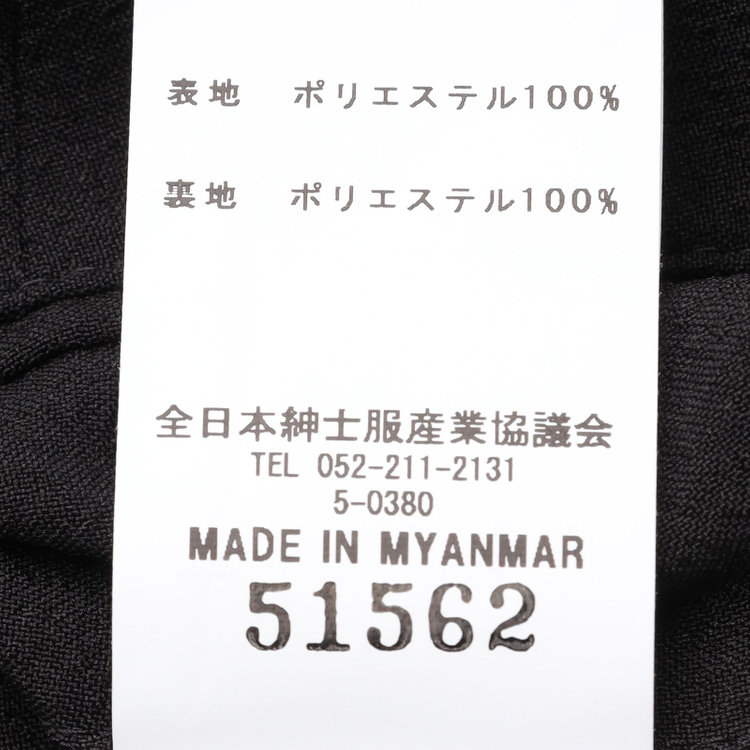 表地 ポリエステル100%
裏地 ポリエステル100%
全日本紳士服産業協議会
TEL 052-211-2131
5-0380
MADE IN MYANMAR
51562